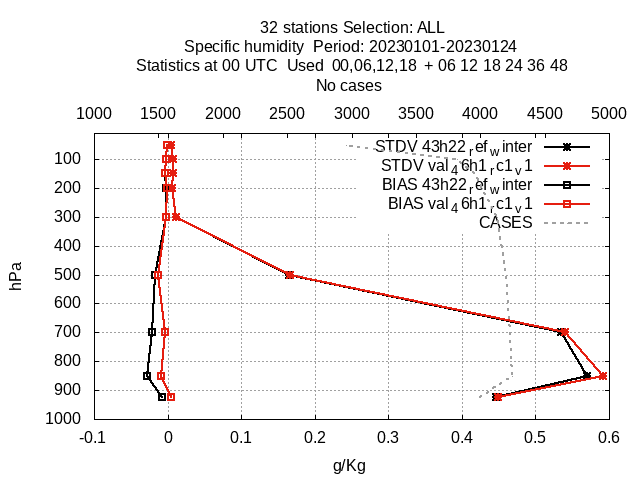 32 stations Selection: ALL
Specific humidity  Period: 20230101-20230124
Statistics at 00 UTC  Used  00,06,12,18  + 06 12 18 24 36 48
No cases
1000 1500 2000 2500 3000 3500 4000 4500 5000
STDV 43h22_ref_winter
STDV val_46h1_rc1_v1
BIAS 43h22_ref_winter
BIAS val_46h1_rc1_v1
CASES
100
200
300
400
500
600
700
800
900
1000
hPa
-0.1 0 0.1 0.2 0.3 0.4 0.5 0.6
g/Kg